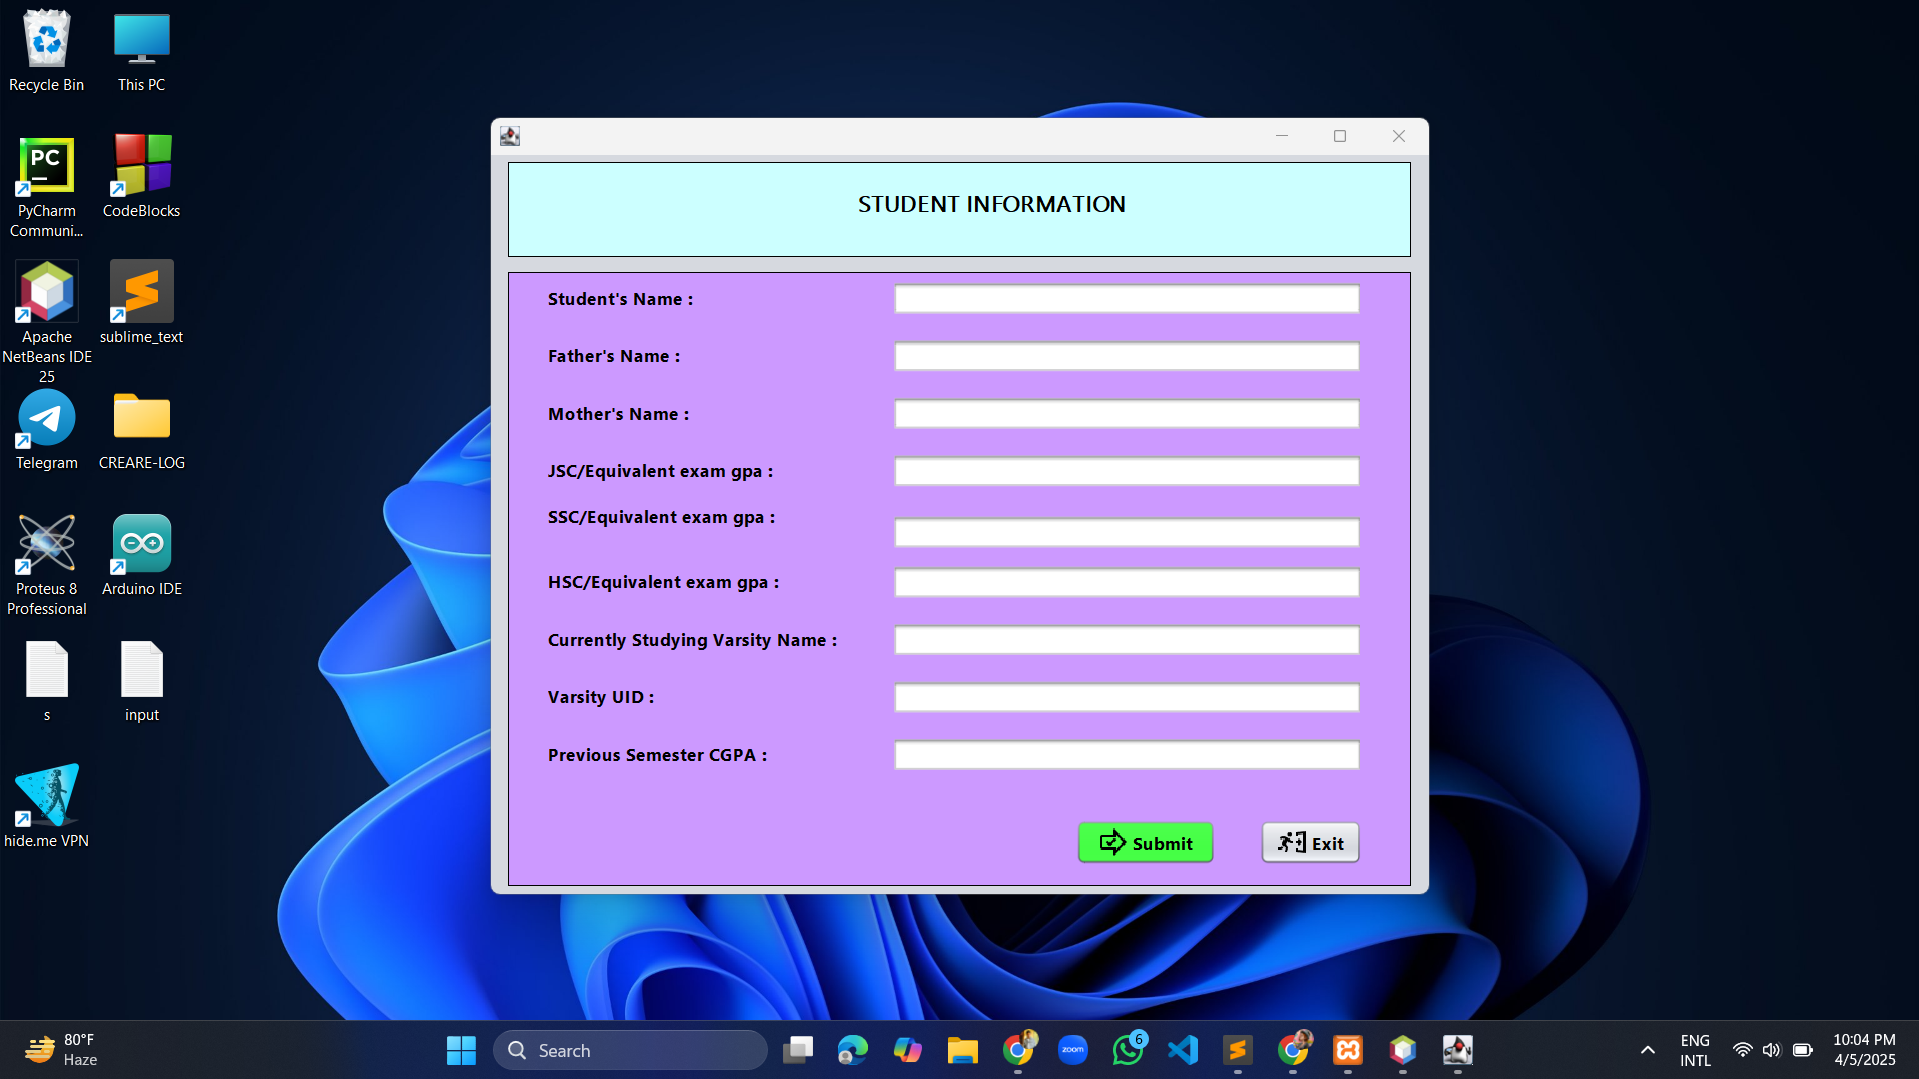 Recycle Bin
This PC
PC
PyCharm
Communi...
CodeBlocks
Apache
NetBeans IDE
25
sublime_text
Telegram
CREARE-LOG
Proteus 8
Professional
Arduino IDE
s
input
hide.me VPN
STUDENT INFORMATION
Student's Name :
Father's Name :
Mother's Name :
JSC/Equivalent exam gpa :
SSC/Equivalent exam gpa :
HSC/Equivalent exam gpa :
Currently Studying Varsity Name :
Varsity UID :
Previous Semester CGPA :
Submit
Exit
80°F
Haze
Search
zoom
6
ENG
INTL
10:04 PM
4/5/2025